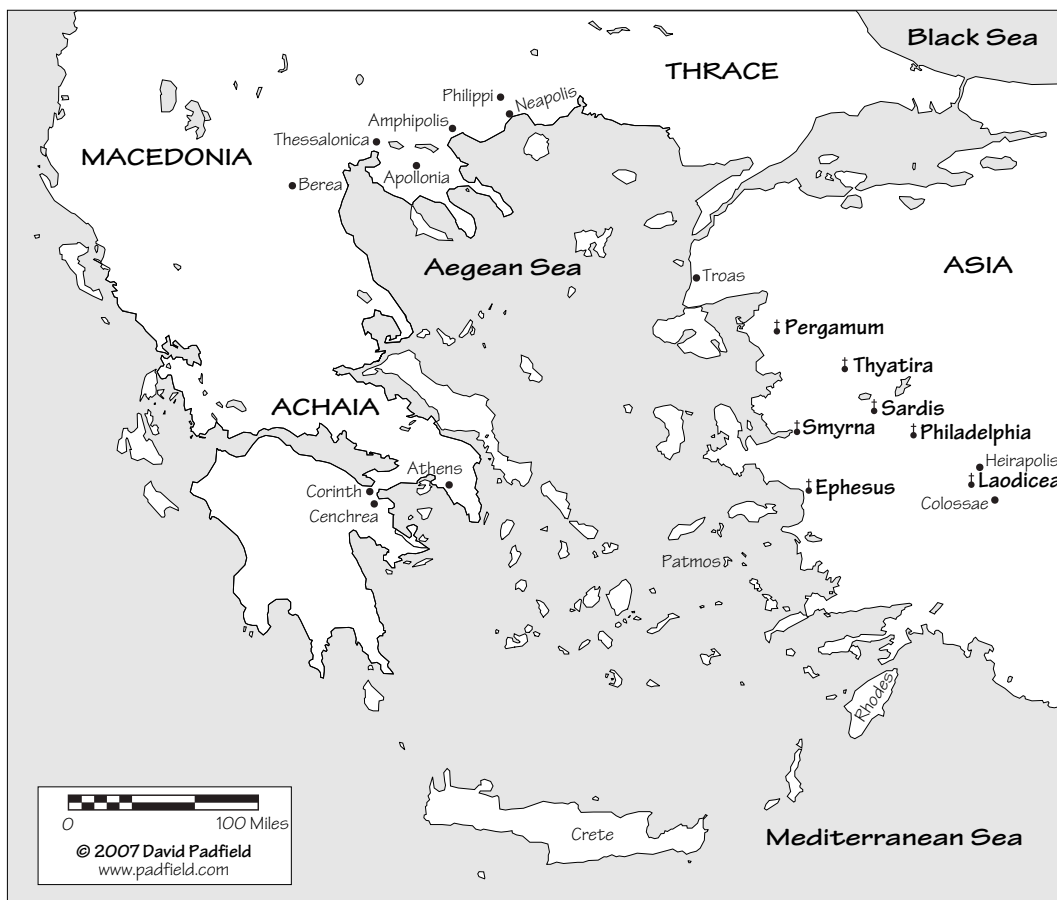 Black Sea
THRACE
Philippi
Neapolis
Amphipolis
Thessalonica
MACEDONIA
Apollonia
Berea
Aegean Sea
ASIA
Troas
Pergamum
Thyatira
ACHAIA
Sardis
Smyrna
Philadelphia
Heirapolis
Athens
Laodicea
Corinth
Ephesus
Cenchrea
Colossae
Patmos
Rhodes
Crete
Mediterranean Sea
0 100 Miles
© 2007 David Padfield
www.padfield.com